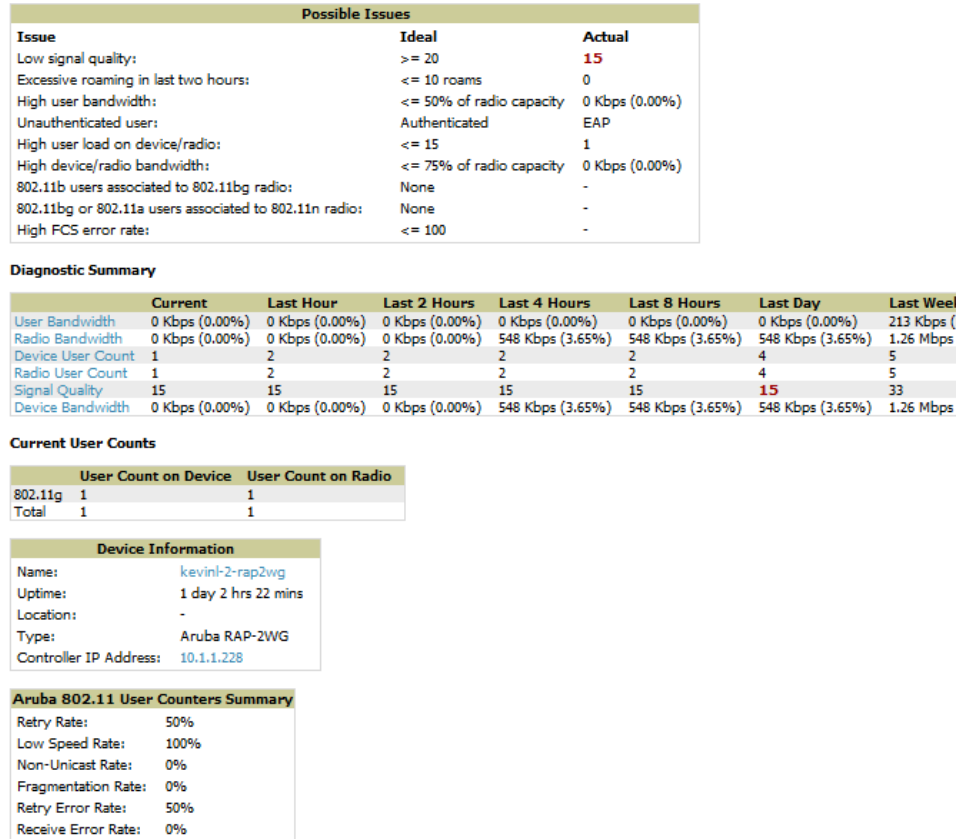 Possible Issues
Issue Ideal Actual
Low signal quality: >= 20 15
Excessive roaming in last two hours: <= 10 roams 0
High user bandwidth: <= 50% of radio capacity 0 Kbps (0.00%)
Unauthenticated user: Authenticated EAP
High user load on device/radio: <= 15 1
High device/radio bandwidth: <= 75% of radio capacity 0 Kbps (0.00%)
802.11b users associated to 802.11bg radio: None -
802.11bg or 802.11a users associated to 802.11n radio: None -
High FCS error rate: <= 100 -
Diagnostic Summary
Current Last Hour Last 2 Hours Last 4 Hours Last 8 Hours Last Day Last Week
User Bandwidth 0 Kbps (0.00%) 0 Kbps (0.00%) 0 Kbps (0.00%) 0 Kbps (0.00%) 0 Kbps (0.00%) 0 Kbps (0.00%) 213 Kbps (
Radio Bandwidth 0 Kbps (0.00%) 0 Kbps (0.00%) 0 Kbps (0.00%) 548 Kbps (3.65%) 548 Kbps (3.65%) 548 Kbps (3.65%) 1.26 Mbps
Device User Count 1 2 2 2 2 4 5
Radio User Count 1 2 2 2 2 4 5
Signal Quality 15 15 15 15 15 15 33
Device Bandwidth 0 Kbps (0.00%) 0 Kbps (0.00%) 0 Kbps (0.00%) 548 Kbps (3.65%) 548 Kbps (3.65%) 548 Kbps (3.65%) 1.26 Mbps
Current User Counts
User Count on Device User Count on Radio
802.11g 1 1
Total 1 1
Device Information
Name: kevinl-2-rap2wg
Uptime: 1 day 2 hrs 22 mins
Location: -
Type: Aruba RAP-2WG
Controller IP Address: 10.1.1.228
Aruba 802.11 User Counters Summary
Retry Rate: 50%
Low Speed Rate: 100%
Non-Unicast Rate: 0%
Fragmentation Rate: 0%
Retry Error Rate: 50%
Receive Error Rate: 0%